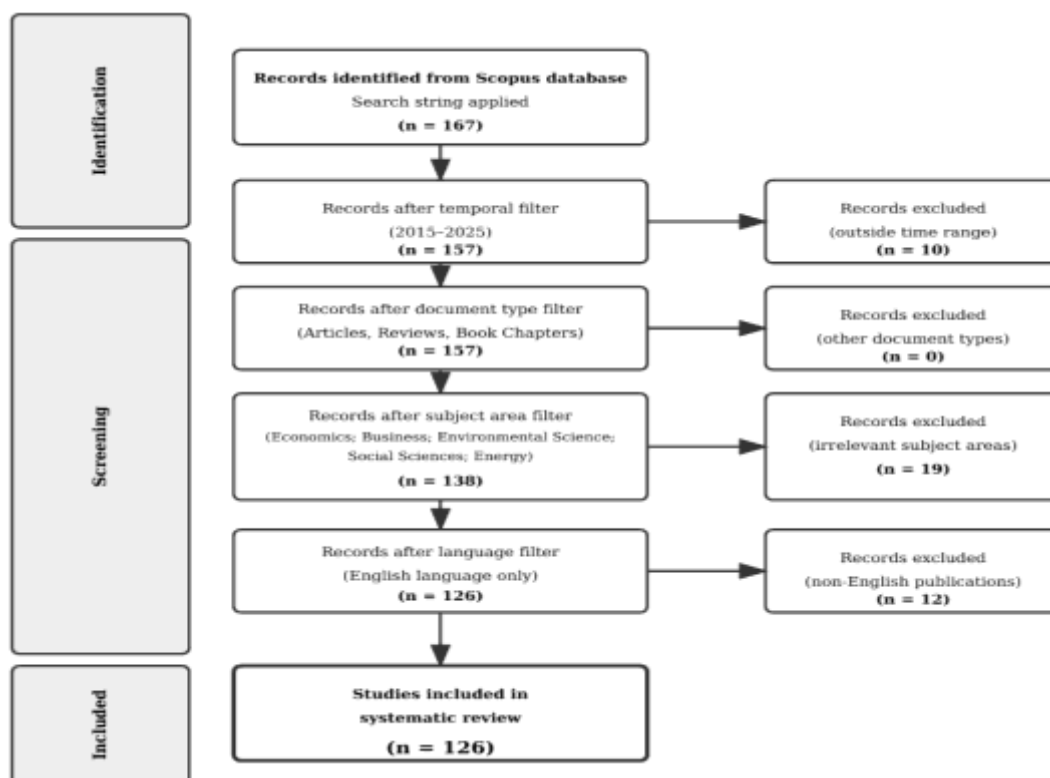 Identification
Records identified from Scopus database
Search string applied
(n = 167)
Records after temporal filter
(2015–2025)
(n = 157)
Records excluded
(outside time range)
(n = 10)
Screening
Records after document type filter
(Articles, Reviews, Book Chapters)
(n = 157)
Records excluded
(other document types)
(n = 0)
Records after subject area filter
(Economics; Business; Environmental Science;
Social Sciences; Energy)
(n = 138)
Records excluded
(irrelevant subject areas)
(n = 19)
Records after language filter
(English language only)
(n = 126)
Records excluded
(non-English publications)
(n = 12)
Included
Studies included in
systematic review
(n = 126)